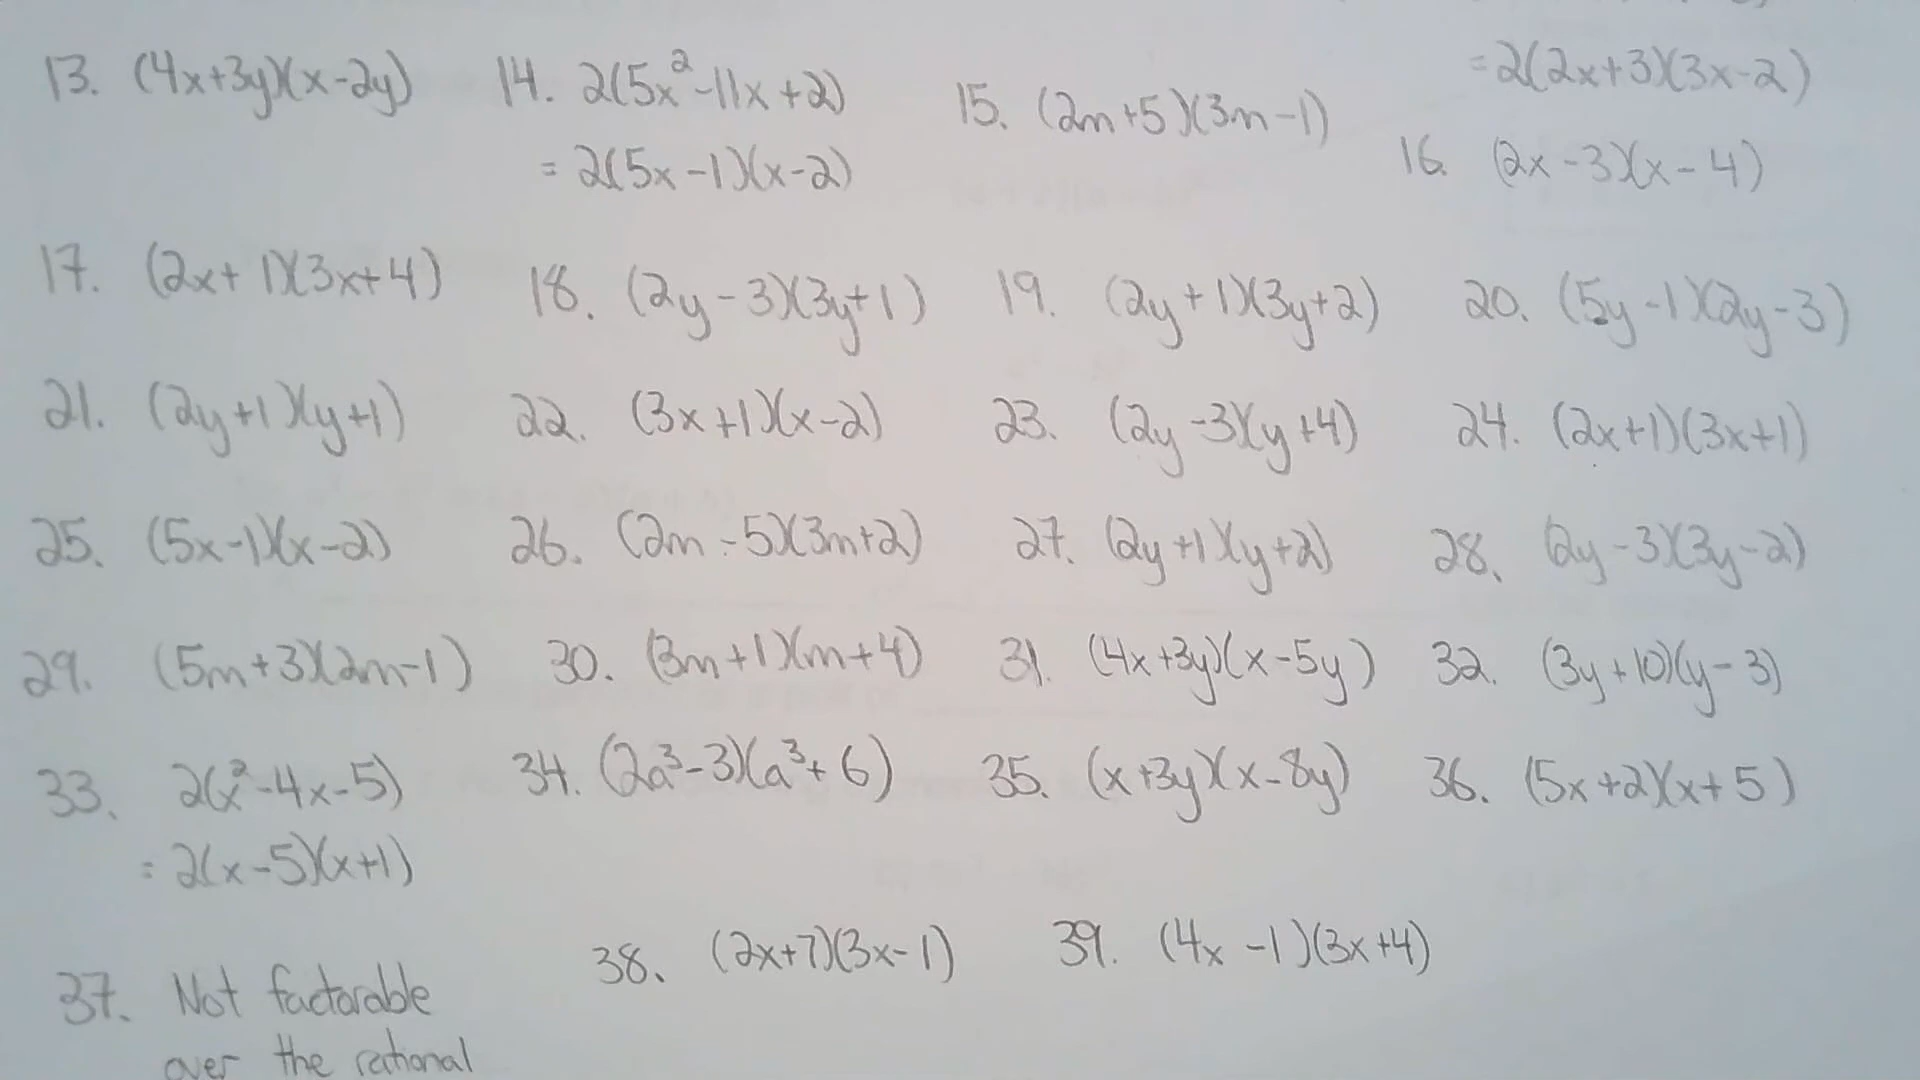 = 2(2x+3)(3x-2)
13. (4x+3y)(x-2y) 14. 2(5x²-11x+2) 15. (2m+5)(3m-1)
= 2(5x-1)(x-2) 16. (2x-3)(x-4)
17. (2x+1)(3x+4) 18. (2y-3)(3y+1) 19. (2y+1)(3y+2) 20. (5y-1)(2y-3)
21. (2y+1)(y+1) 22. (3x+1)(x-2) 23. (2y-3)(y+4) 24. (2x+1)(3x+1)
25. (5x-1)(x-2) 26. (2m-5)(3m+2) 27. (2y+1)(y+2) 28. (2y-3)(3y-2)
29. (5m+3)(2m-1) 30. (3m+1)(m+4) 31. (4x+3y)(x-5y) 32. (3y+10)(y-3)
33. 2(x²-4x-5) 34. (2a³-3)(a³+6) 35. (x+3y)(x-8y) 36. (5x+2)(x+5)
= 2(x-5)(x+1)
37. Not factorable 38. (2x+7)(3x-1) 39. (4x-1)(3x+4)
over the rational